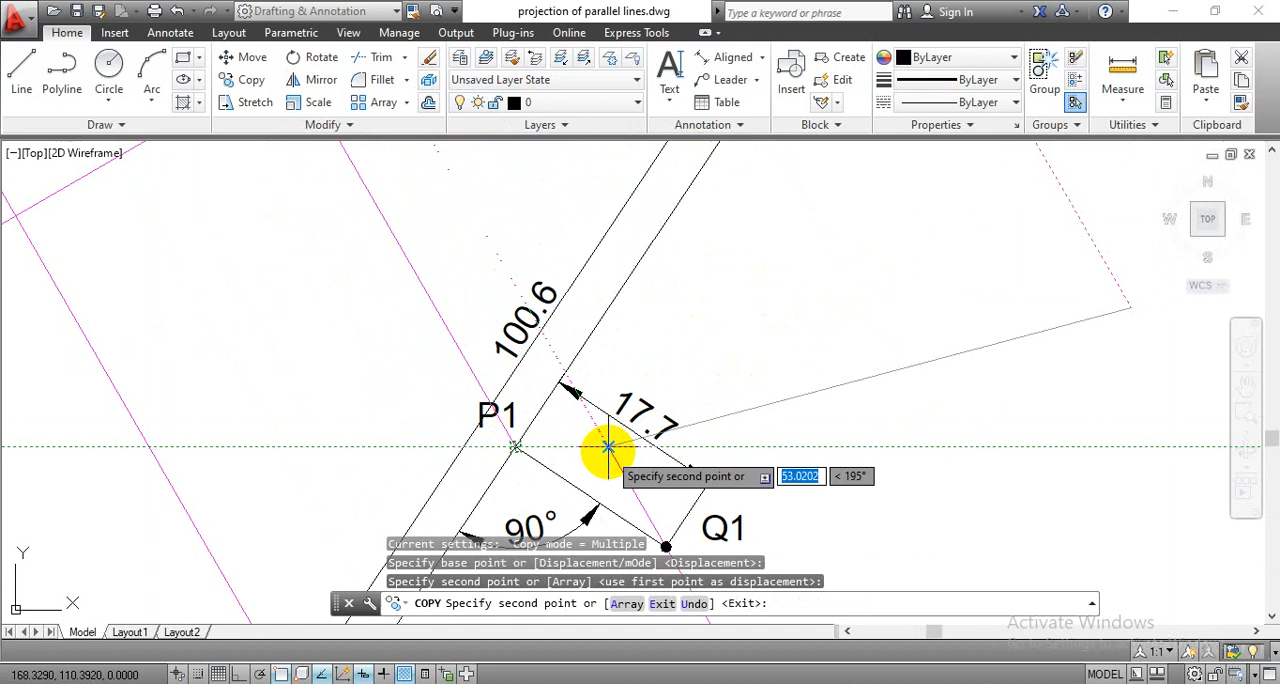 Drafting & Annotation
projection of parallel lines.dwg
Type a keyword or phrase
Sign In
Home Insert Annotate Layout Parametric View Manage Output Plug-ins Online Express Tools
Line Polyline Circle Arc
Move Rotate Trim
Copy Mirror Fillet
Stretch Scale Array
Unsaved Layer State
0
Text
Aligned
Leader
Table
Insert
Create
Edit
ByLayer
ByLayer
ByLayer
Group
Measure
Paste
Draw Modify Layers Annotation Block Properties Groups Utilities Clipboard
[−][Top][2D Wireframe]
N
W TOP E
S
WCS
100.6
P1
17.7
90°
Q1
Specify second point or 53.0202 < 195°
Current settings: Copy mode = Multiple
Specify base point or [Displacement/mOde] <Displacement>:
Specify second point or [Array] <use first point as displacement>:
COPY Specify second point or [Array Exit Undo] <Exit>:
Y
X
Activate Windows
Model Layout1 Layout2
1:1
168.3290, 110.3920, 0.0000
MODEL